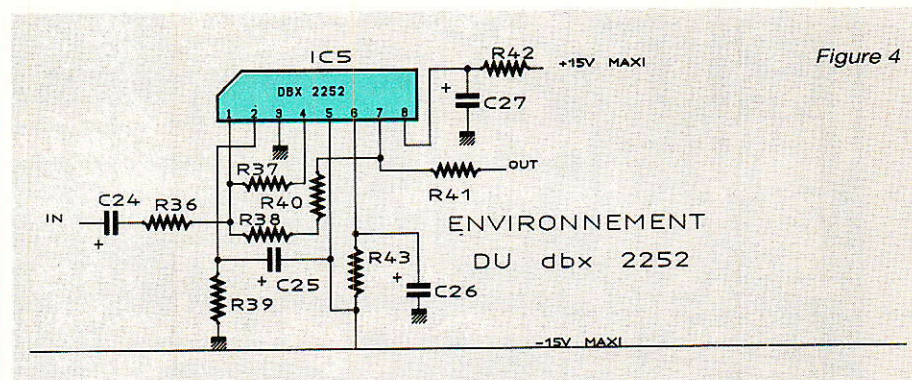 IC5
R42
+15V MAXI
Figure 4
DBX 2252
1 2 3 4 5 6 7 8
+
C27
R37
R40
R41
OUT
C24
R36
IN
+
R38
ENVIRONNEMENT
DU dbx 2252
R39
+
C25
R43
+
C26
-15V MAXI